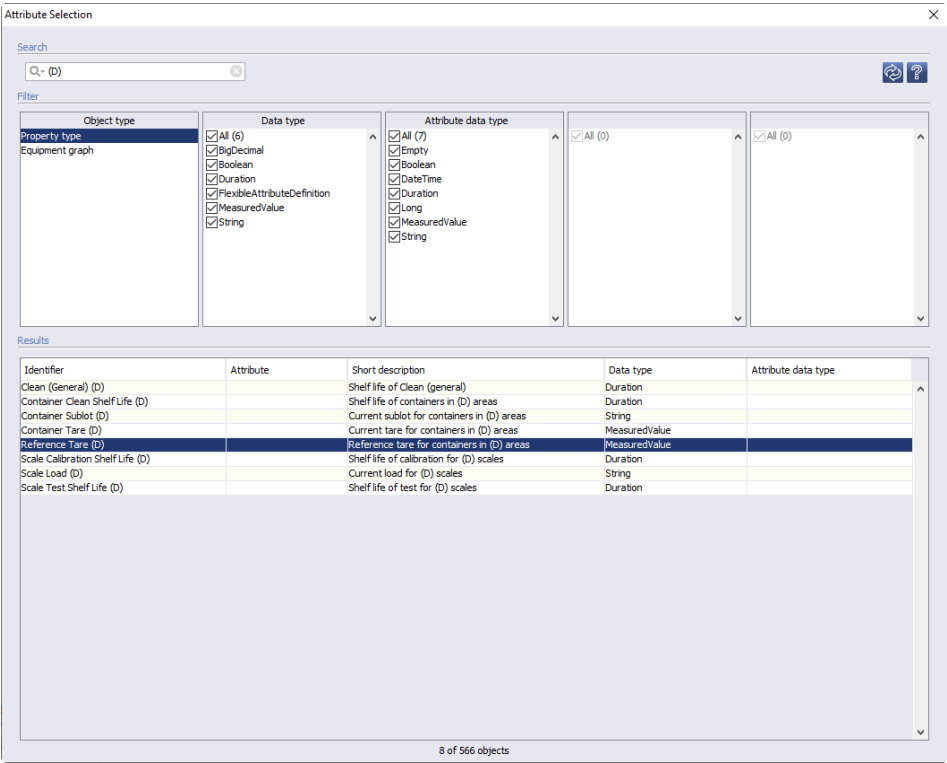 Attribute Selection
Search
(D)
?
Filter
Object type Data type Attribute data type
Property type
Equipment graph
All (6)
BigDecimal
Boolean
Duration
FlexibleAttributeDefinition
MeasuredValue
String
All (7)
Empty
Boolean
DateTime
Duration
Long
MeasuredValue
String
All (0)
All (0)
Results
Identifier Attribute Short description Data type Attribute data type
Clean (General) (D) Shelf life of Clean (general) Duration
Container Clean Shelf Life (D) Shelf life of containers in (D) areas Duration
Container Sublot (D) Current sublot for containers in (D) areas String
Container Tare (D) Current tare for containers in (D) areas MeasuredValue
Reference Tare (D) Reference tare for containers in (D) areas MeasuredValue
Scale Calibration Shelf Life (D) Shelf life of calibration for (D) scales Duration
Scale Load (D) Current load for (D) scales String
Scale Test Shelf Life (D) Shelf life of test for (D) scales Duration
8 of 566 objects